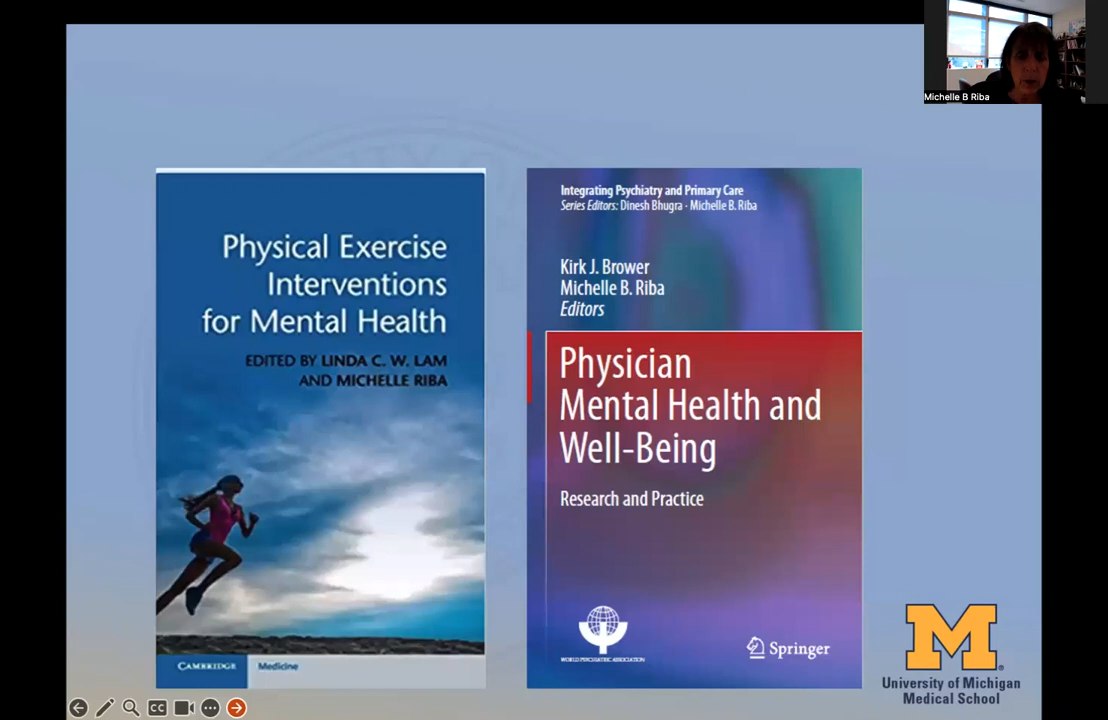 Michelle B Riba
Physical Exercise
Interventions
for Mental Health
EDITED BY LINDA C. W. LAM
AND MICHELLE RIBA
CAMBRIDGE
Medicine
Integrating Psychiatry and Primary Care
Series Editors: Dinesh Bhugra · Michelle B. Riba
Kirk J. Brower
Michelle B. Riba
Editors
Physician
Mental Health and
Well-Being
Research and Practice
WORLD PSYCHIATRIC ASSOCIATION
Springer
M
University of Michigan
Medical School
CC